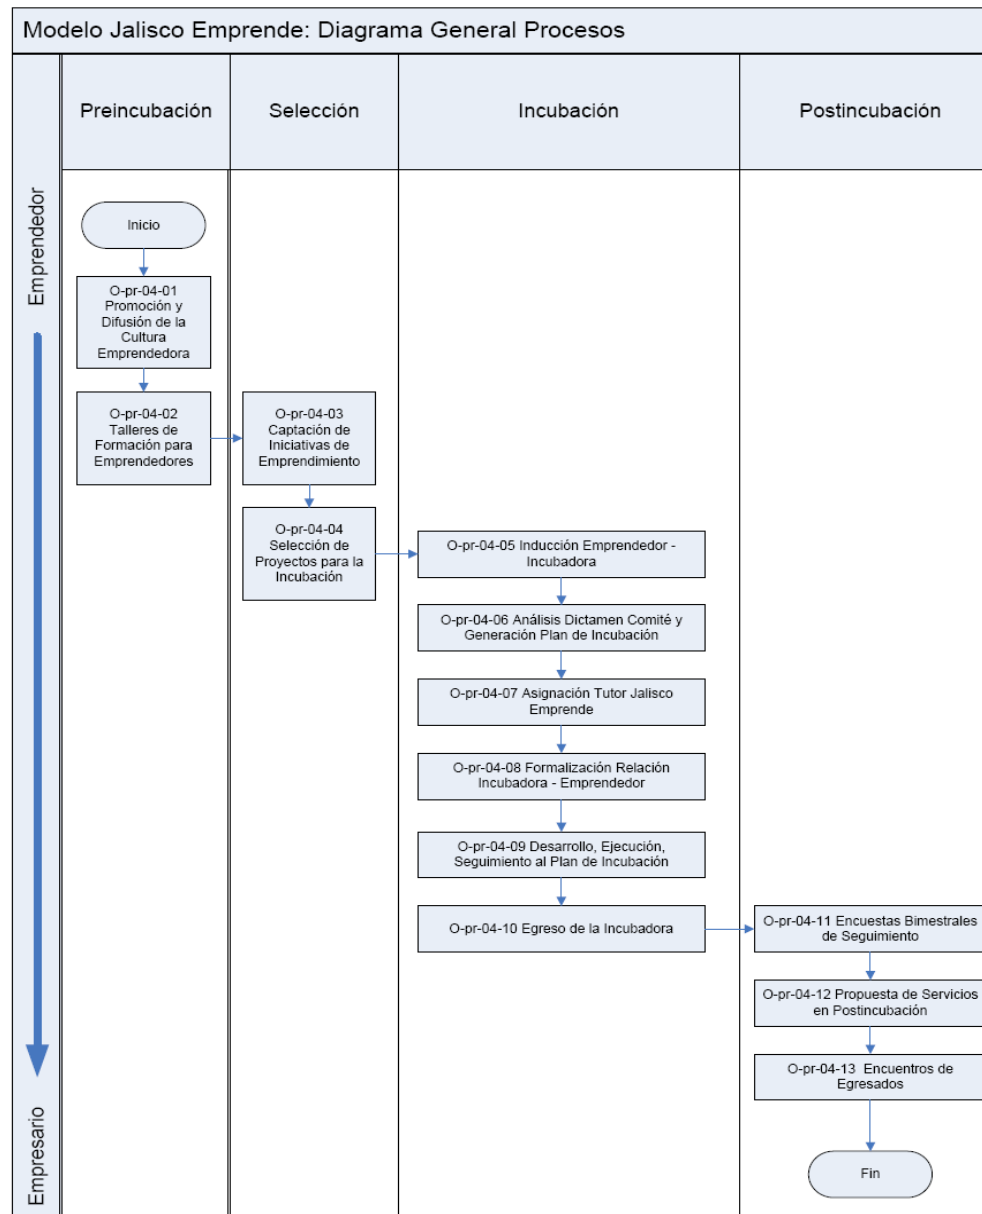 Modelo Jalisco Emprende: Diagrama General Procesos
Preincubación
Selección
Incubación
Postincubación
Emprendedor
Empresario
Inicio
O-pr-04-01
Promoción y
Difusión de la
Cultura
Emprendedora
O-pr-04-02
Talleres de
Formación para
Emprendedores
O-pr-04-03
Captación de
Iniciativas de
Emprendimiento
O-pr-04-04
Selección de
Proyectos para la
Incubación
O-pr-04-05 Inducción Emprendedor -
Incubadora
O-pr-04-06 Análisis Dictamen Comité y
Generación Plan de Incubación
O-pr-04-07 Asignación Tutor Jalisco
Emprende
O-pr-04-08 Formalización Relación
Incubadora - Emprendedor
O-pr-04-09 Desarrollo, Ejecución,
Seguimiento al Plan de Incubación
O-pr-04-10 Egreso de la Incubadora
O-pr-04-11 Encuestas Bimestrales
de Seguimiento
O-pr-04-12 Propuesta de Servicios
en Postincubación
O-pr-04-13 Encuentros de
Egresados
Fin